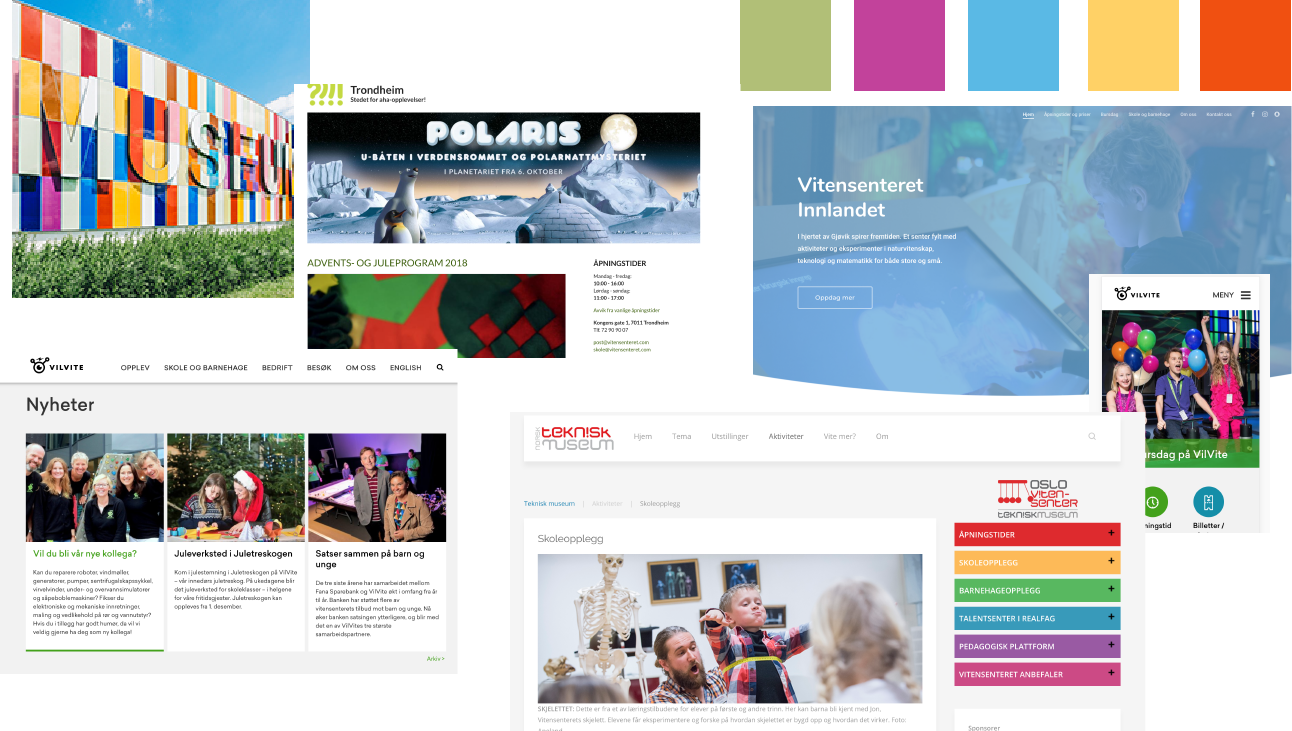 MUSEUM
?//!! Trondheim
Stedet for aha-opplevelser!
POLARIS
U-BÅTEN I VERDENSROMMET OG POLARNATTMYSTERIET
I PLANETARIET FRA 6. OKTOBER
ADVENTS- OG JULEPROGRAM 2018
ÅPNINGSTIDER
Mandag - fredag:
10:00 - 16:00
Lørdag - søndag:
11:00 - 17:00
Avvik fra vanlige åpningstider
Kongens gate 1, 7011 Trondheim
Tlf. 72 90 90 07
post@vitensenteret.com
skole@vitensenteret.com
Hjem Åpningstider og priser Bursdag Skole og barnehage Om oss Kontakt oss
Vitensenteret
Innlandet
I hjertet av Gjøvik spirer fremtiden. Et senter fylt med
aktiviteter og eksperimenter i naturvitenskap,
teknologi og matematikk for både store og små.
Oppdag mer
VILVITE MENY
ursdag på VilVite
ningstid Billetter /
VILVITE OPPLEV SKOLE OG BARNEHAGE BEDRIFT BESØK OM OSS ENGLISH
Nyheter
Vil du bli vår nye kollega?
Kan du reparere roboter, vindmøller,
generatorer, pumper, sentrifugalskapssykkel,
virvelvinder, under- og overvannsimulatorer
og såpeboblemaskiner? Fikser du
elektroniske og mekaniske innretninger,
maling og vedlikehold på rør og vannutstyr?
Hvis du i tillegg har godt humør, da vil vi
veldig gjerne ha deg som ny kollega!
Juleverksted i Juletreskogen
Kom i julestemning i Juletreskogen på VilVite
– vår innendørs juletreskog. På ukedagene blir
det juleverksted for skoleklasser – i helgene
for våre fritidsgjester. Juletreskogen kan
oppleves fra 1. desember.
Satser sammen på barn og
unge
De tre siste årene har samarbeidet mellom
Fana Sparebank og VilVite økt i omfang fra år
til år. Banken har støttet flere av
vitensenterets tilbud mot barn og unge. Nå
øker banken satsingen ytterligere, og blir med
det en av VilVites tre største
samarbeidspartnere.
Arkiv >
NORSK teknisk museum Hjem Tema Utstillinger Aktiviteter Vite mer? Om
Teknisk museum | Aktiviteter | Skoleopplegg
Skoleopplegg
SKJELETTET: Dette er fra et av læringstilbudene for elever på første og andre trinn. Her kan barna bli kjent med Jon,
Vitensenterets skjelett. Elevene får eksperimentere og forske på hvordan skjelettet er bygd opp og hvordan det virker. Foto:
OSLO
VITEN-
SENTER
TEKNISKMUSEUM
ÅPNINGSTIDER +
SKOLEOPPLEGG +
BARNEHAGEOPPLEGG +
TALENTSENTER I REALFAG +
PEDAGOGISK PLATTFORM +
VITENSENTERET ANBEFALER +
Sponsorer